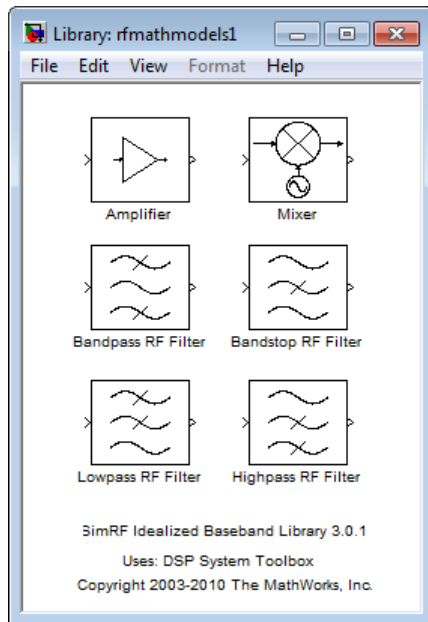 Library: rfmathmodels1
File Edit View Format Help
Amplifier Mixer
Bandpass RF Filter Bandstop RF Filter
Lowpass RF Filter Highpass RF Filter
SimRF Idealized Baseband Library 3.0.1
Uses: DSP System Toolbox
Copyright 2003-2010 The MathWorks, Inc.